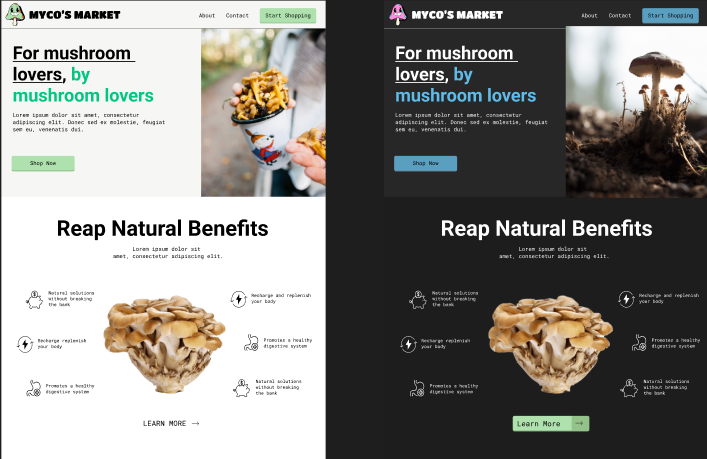 MYCO'S MARKET
About
Contact
Start Shopping
For mushroom
lovers, by
mushroom lovers
Lorem ipsum dolor sit amet, consectetur
adipiscing elit. Donec sed ex molestie, feugiat
sem eu, venenatis dui.
Shop Now
Reap Natural Benefits
Lorem ipsum dolor sit
amet, consectetur adipiscing elit.
Natural solutions
without breaking
the bank
Recharge and replenish
your body
Recharge replenish
your body
Promotes a healthy
digestive system
Promotes a healthy
digestive system
Natural solutions
without breaking
the bank
LEARN MORE
MYCO'S MARKET
About
Contact
Start Shopping
For mushroom
lovers, by
mushroom lovers
Lorem ipsum dolor sit amet, consectetur
adipiscing elit. Donec sed ex molestie, feugiat
sem eu, venenatis dui.
Shop Now
Reap Natural Benefits
Lorem ipsum dolor sit
amet, consectetur adipiscing elit.
Natural solutions
without breaking
the bank
Recharge and replenish
your body
Recharge replenish
your body
Promotes a healthy
digestive system
Promotes a healthy
digestive system
Natural solutions
without breaking
the bank
Learn More